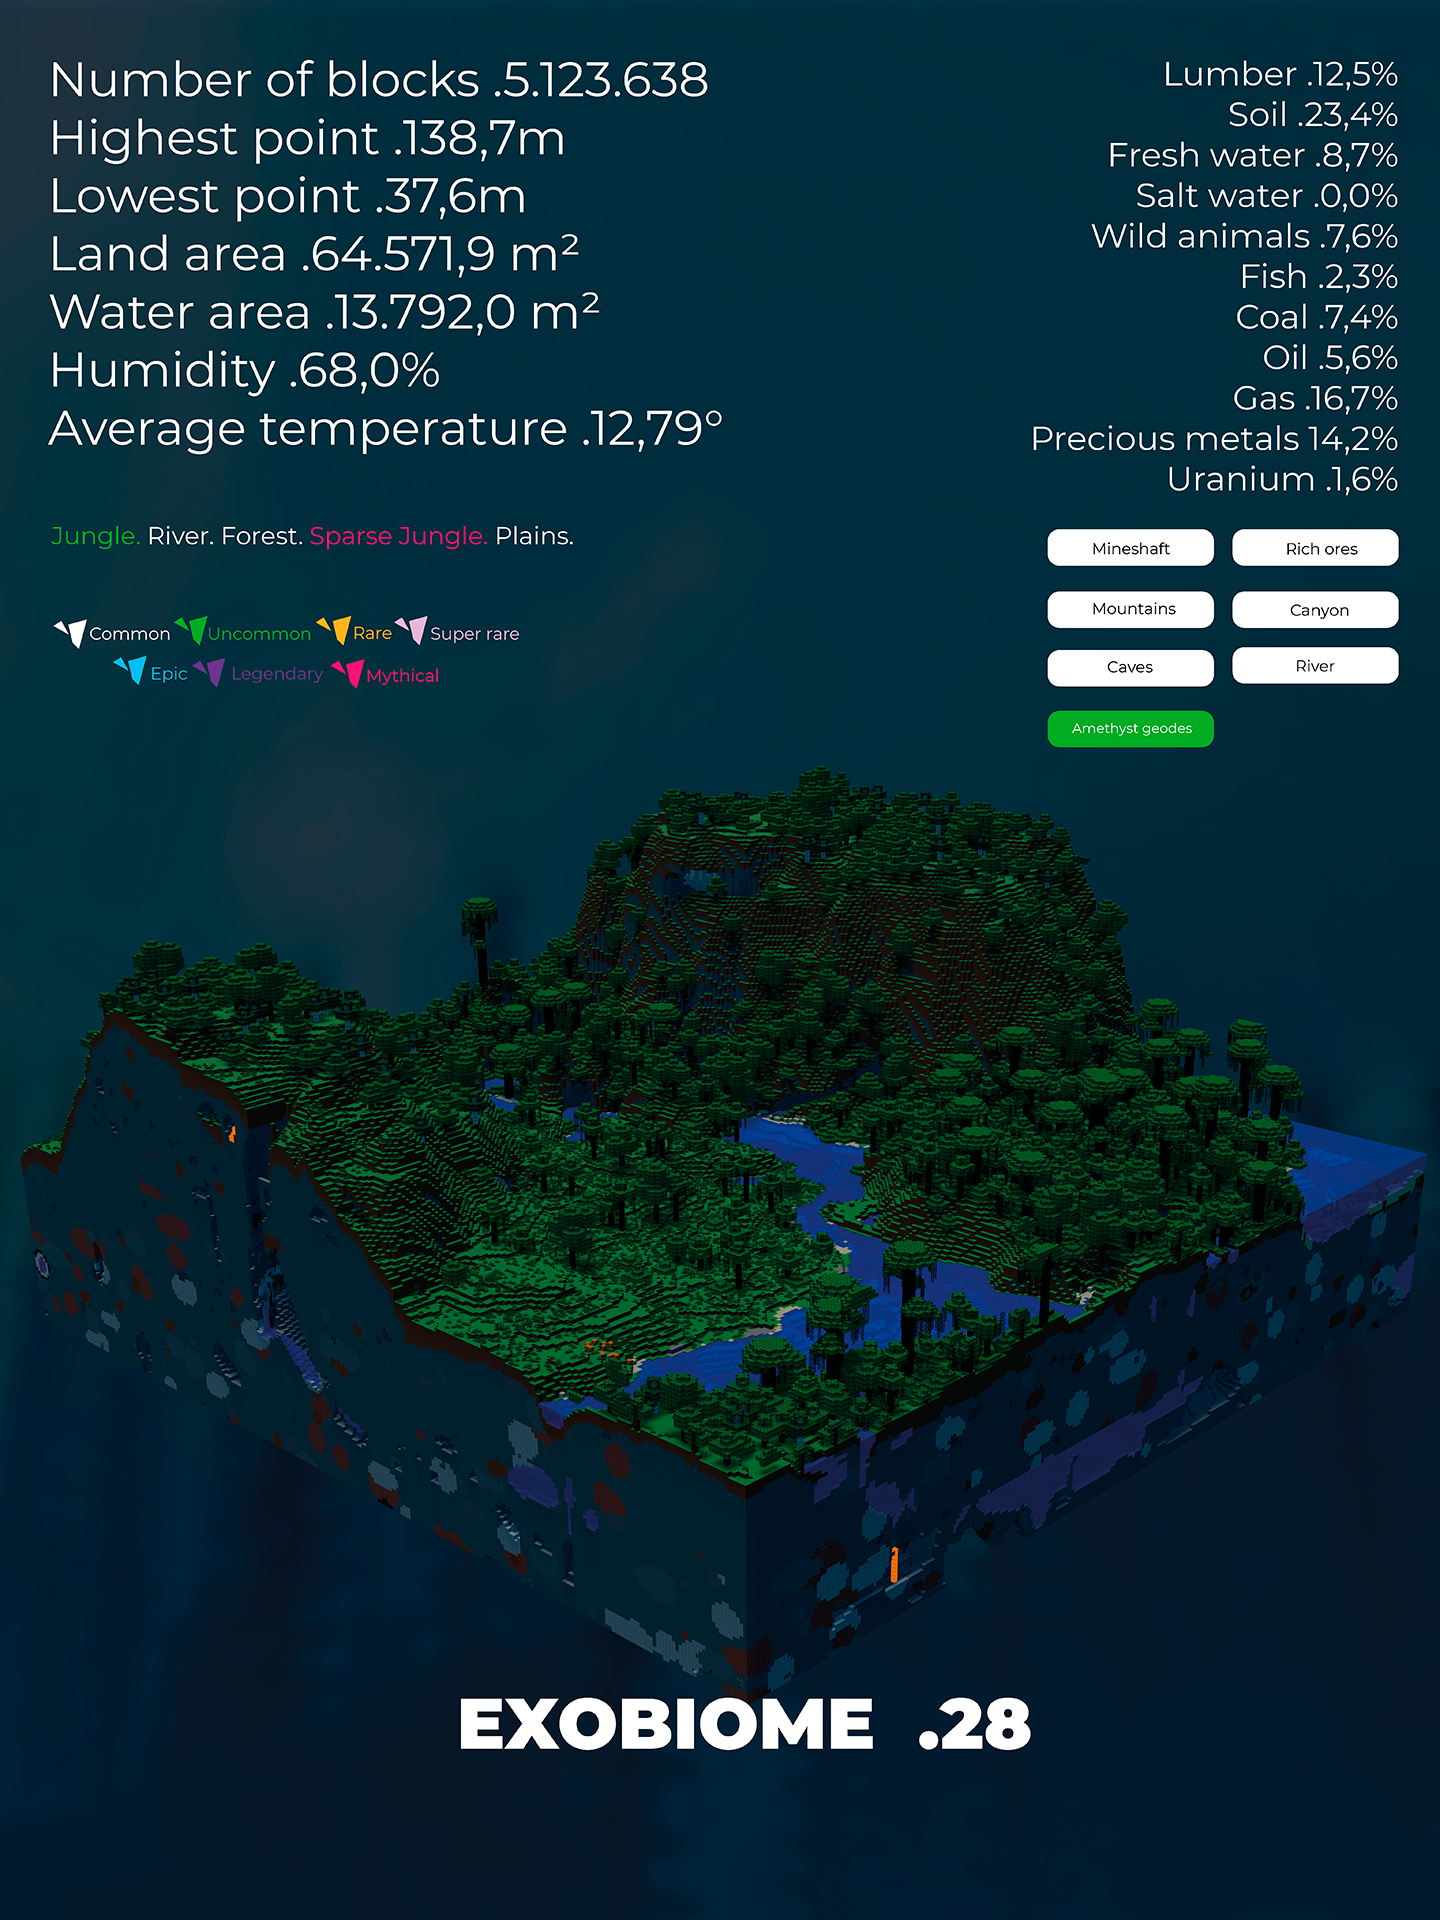 Number of blocks .5.123.638
Highest point .138,7m
Lowest point .37,6m
Land area .64.571,9 m²
Water area .13.792,0 m²
Humidity .68,0%
Average temperature .12,79°
Lumber .12,5%
Soil .23,4%
Fresh water .8,7%
Salt water .0,0%
Wild animals .7,6%
Fish .2,3%
Coal .7,4%
Oil .5,6%
Gas .16,7%
Precious metals 14,2%
Uranium .1,6%
Jungle. River. Forest. Sparse Jungle. Plains.
Common Uncommon Rare Super rare
Epic Legendary Mythical
Mineshaft Rich ores
Mountains Canyon
Caves River
Amethyst geodes
EXOBIOME .28